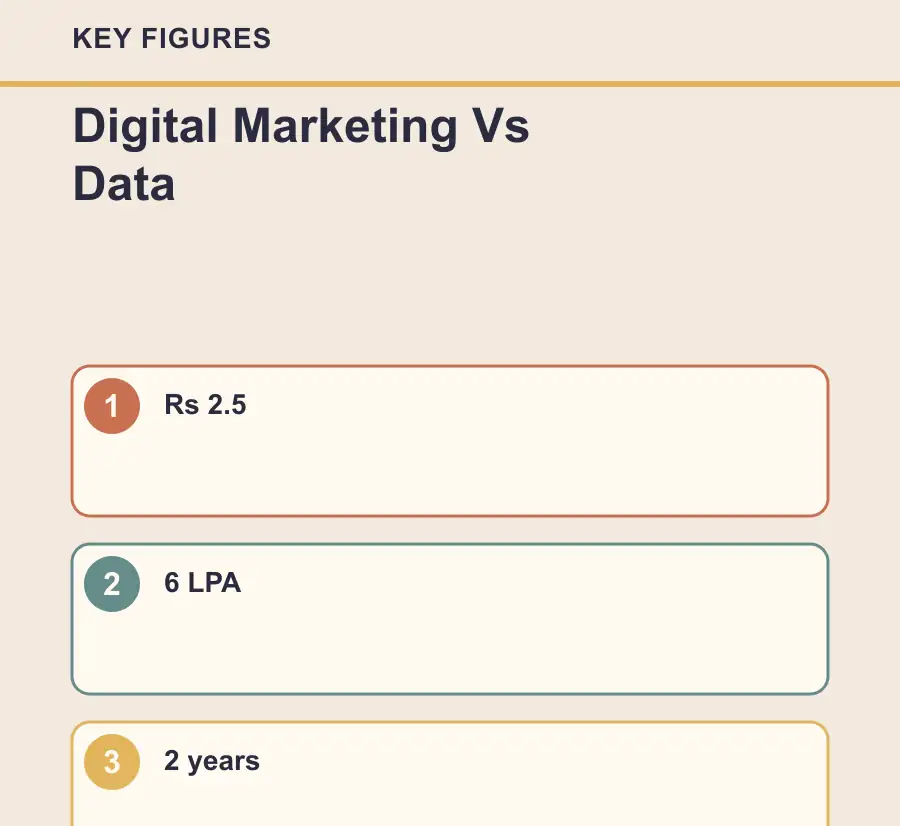 KEY FIGURES
Digital Marketing Vs
Data
1 Rs 2.5
2 6 LPA
3 2 years